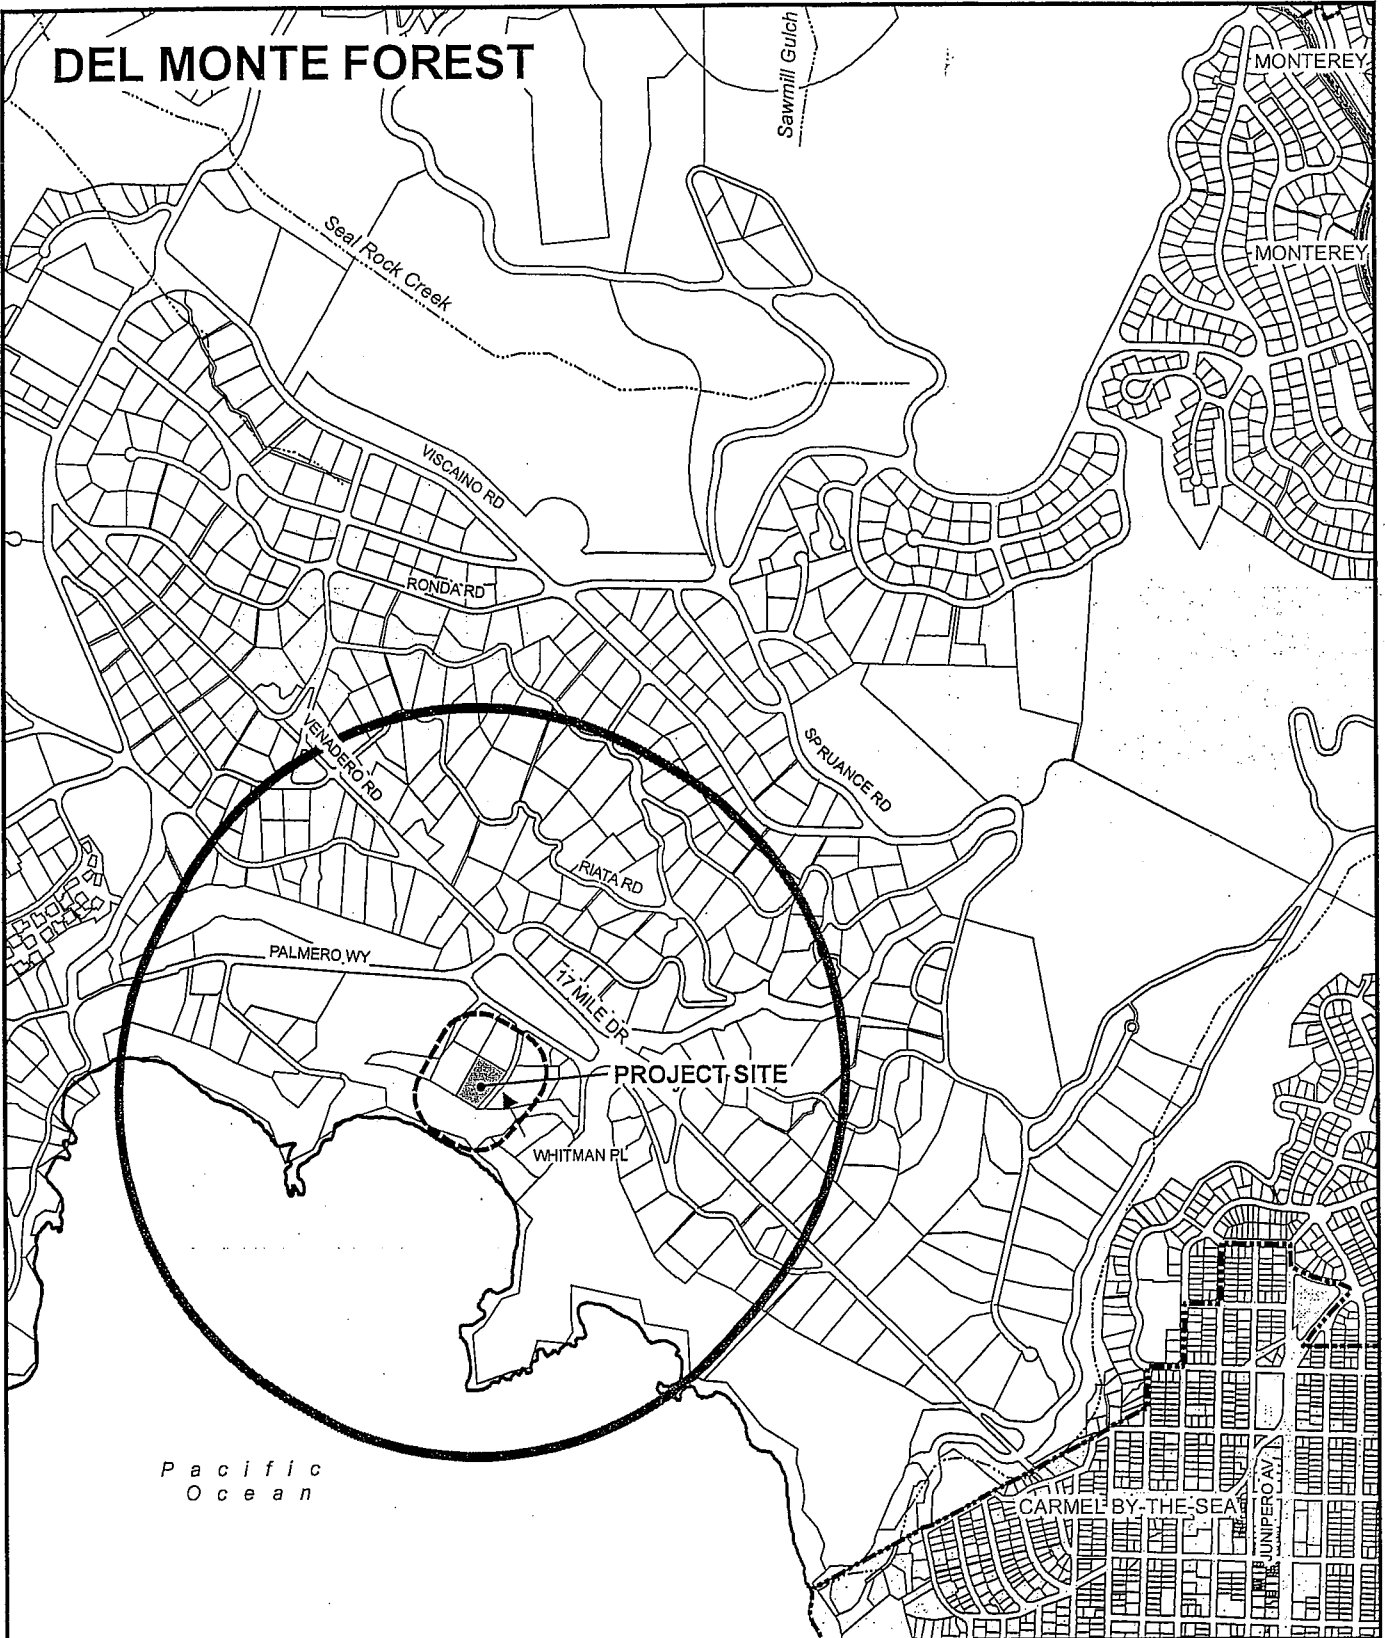 DEL MONTE FOREST
Sawmill Gulch
MONTEREY
MONTEREY
Seal Rock Creek
VISCAINO RD
RONDA RD
VENADERO RD
SPRUANCE RD
RIATA RD
PALMERO WY
17 MILE DR
PROJECT SITE
WHITMAN PL
Pacific
Ocean
CARMEL-BY-THE-SEA
JUNIPERO AV